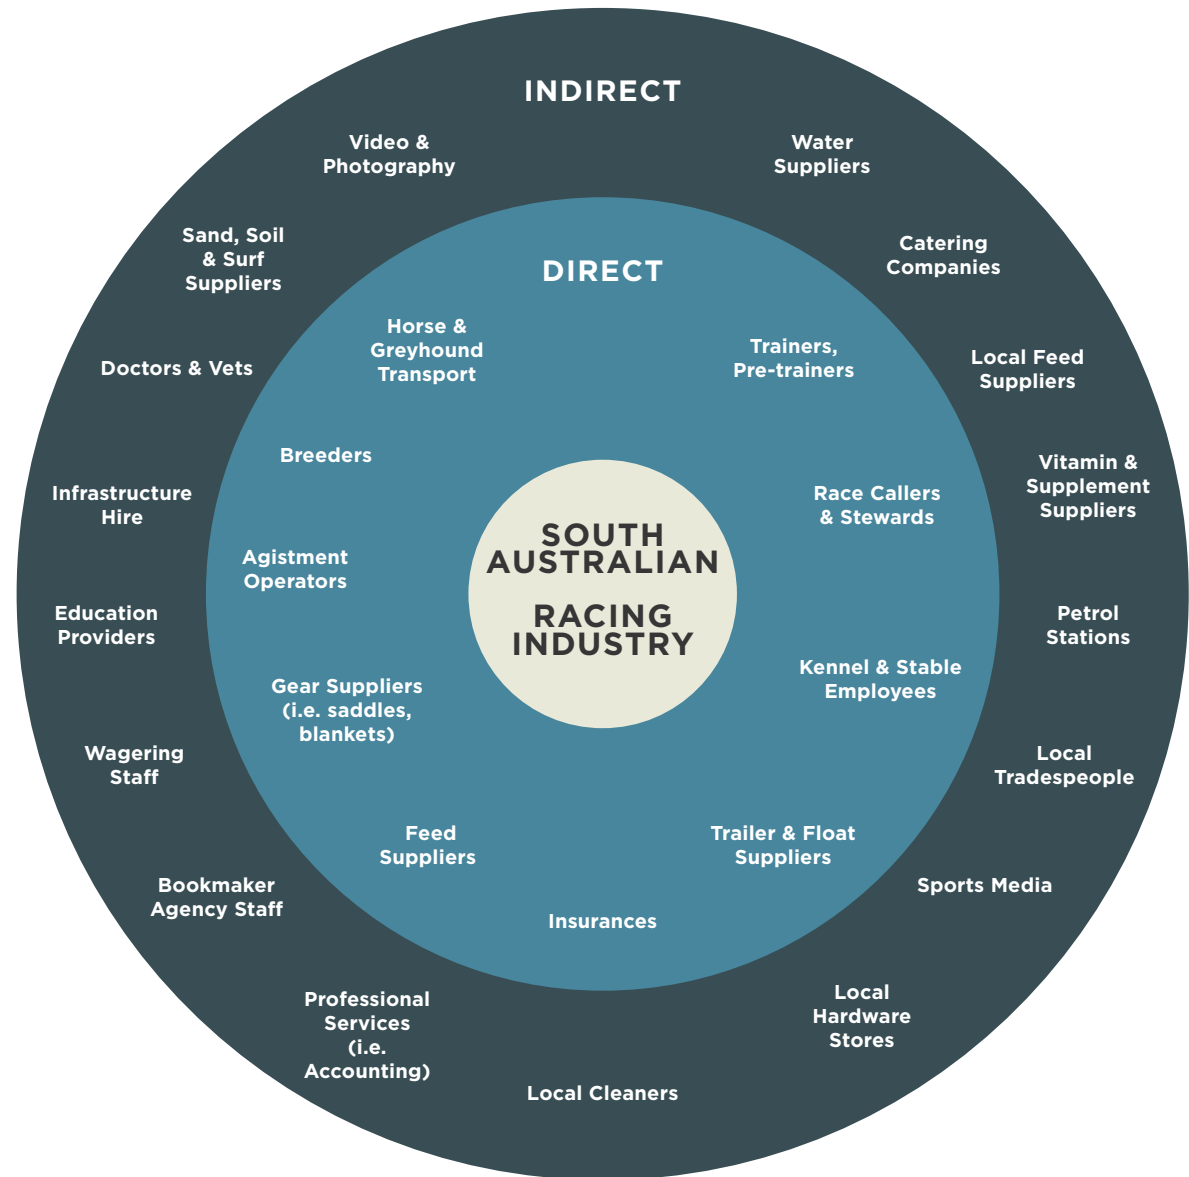 INDIRECT
Video &
Photography
Water
Suppliers
Sand, Soil
& Surf
Suppliers
Catering
Companies
Doctors & Vets
Local Feed
Suppliers
Infrastructure
Hire
Vitamin &
Supplement
Suppliers
Education
Providers
Petrol
Stations
Wagering
Staff
Local
Tradespeople
Bookmaker
Agency Staff
Sports Media
Professional
Services
(i.e.
Accounting)
Local
Hardware
Stores
Local Cleaners
DIRECT
Horse &
Greyhound
Transport
Trainers,
Pre-trainers
Breeders
Race Callers
& Stewards
Agistment
Operators
Kennel & Stable
Employees
Gear Suppliers
(i.e. saddles,
blankets)
Feed
Suppliers
Trailer & Float
Suppliers
Insurances
SOUTH
AUSTRALIAN
RACING
INDUSTRY